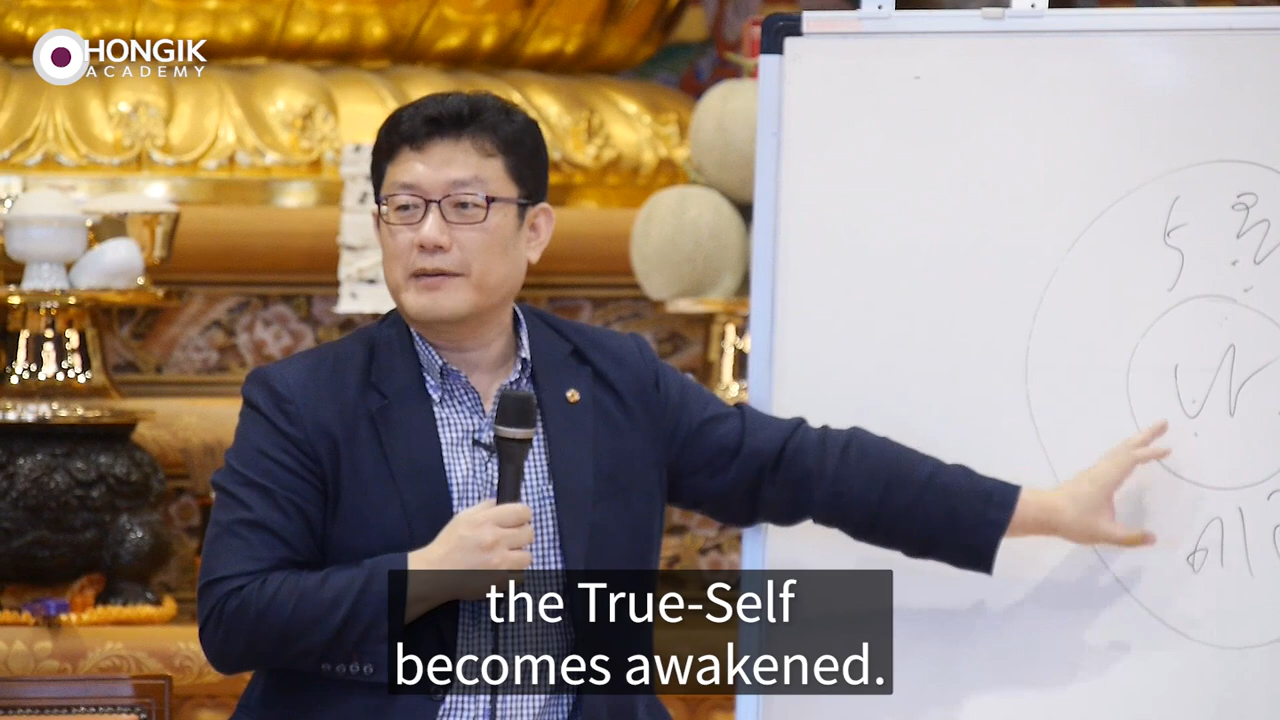 HONGIK
ACADEMY
나
the True-Self
becomes awakened.